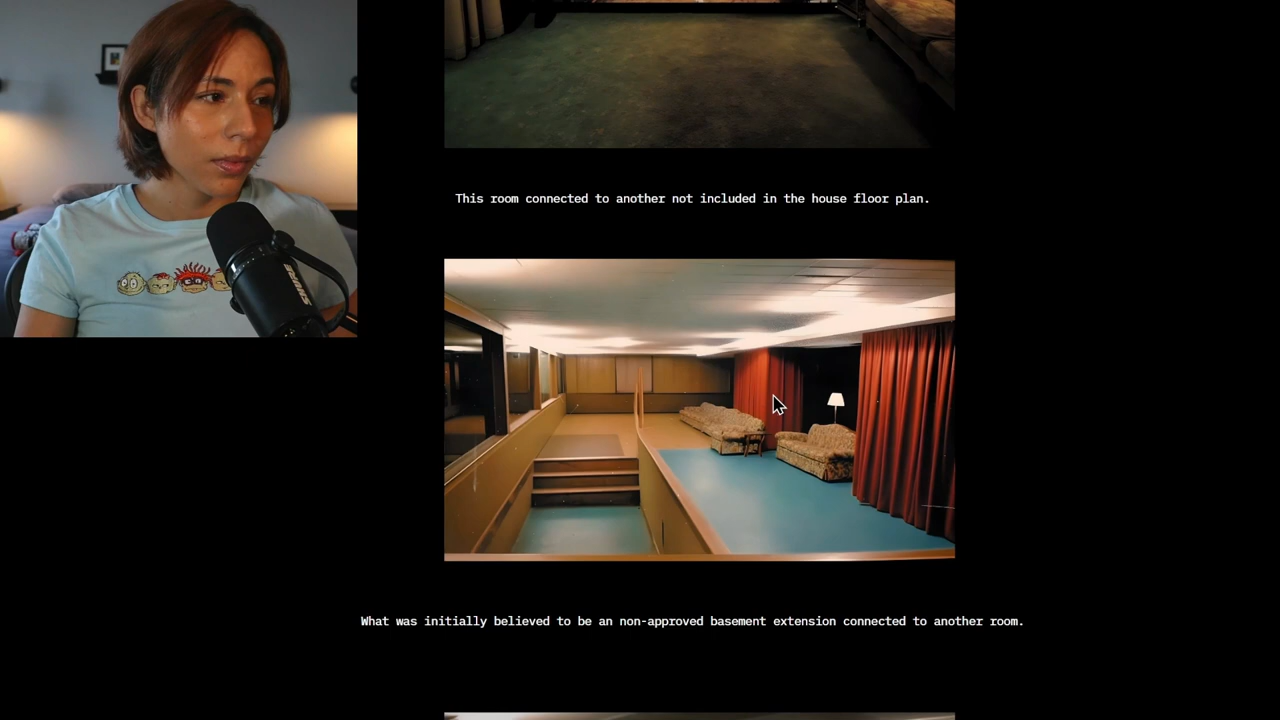 This room connected to another not included in the house floor plan.
SHURE
What was initially believed to be an non-approved basement extension connected to another room.